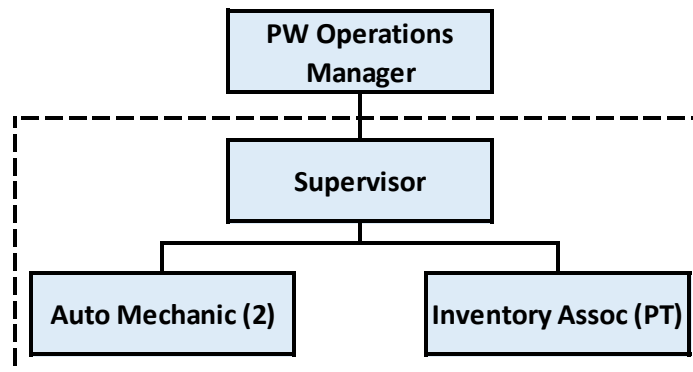 PW Operations
Manager
Supervisor
Auto Mechanic (2)
Inventory Assoc (PT)